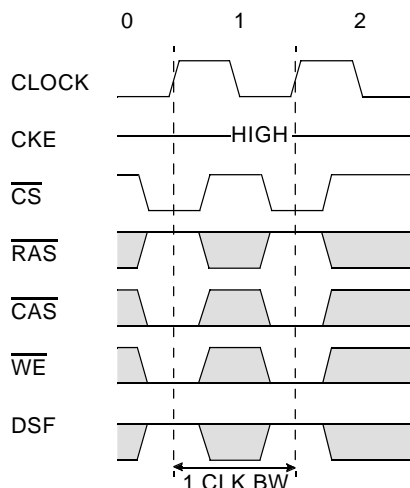 0 1 2
CLOCK
CKE HIGH
CS
RAS
CAS
WE
DSF
1 CLK BW